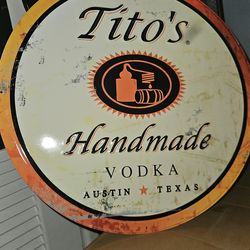 Tito's®
Handmade
VODKA
AUSTIN ★ TEXAS